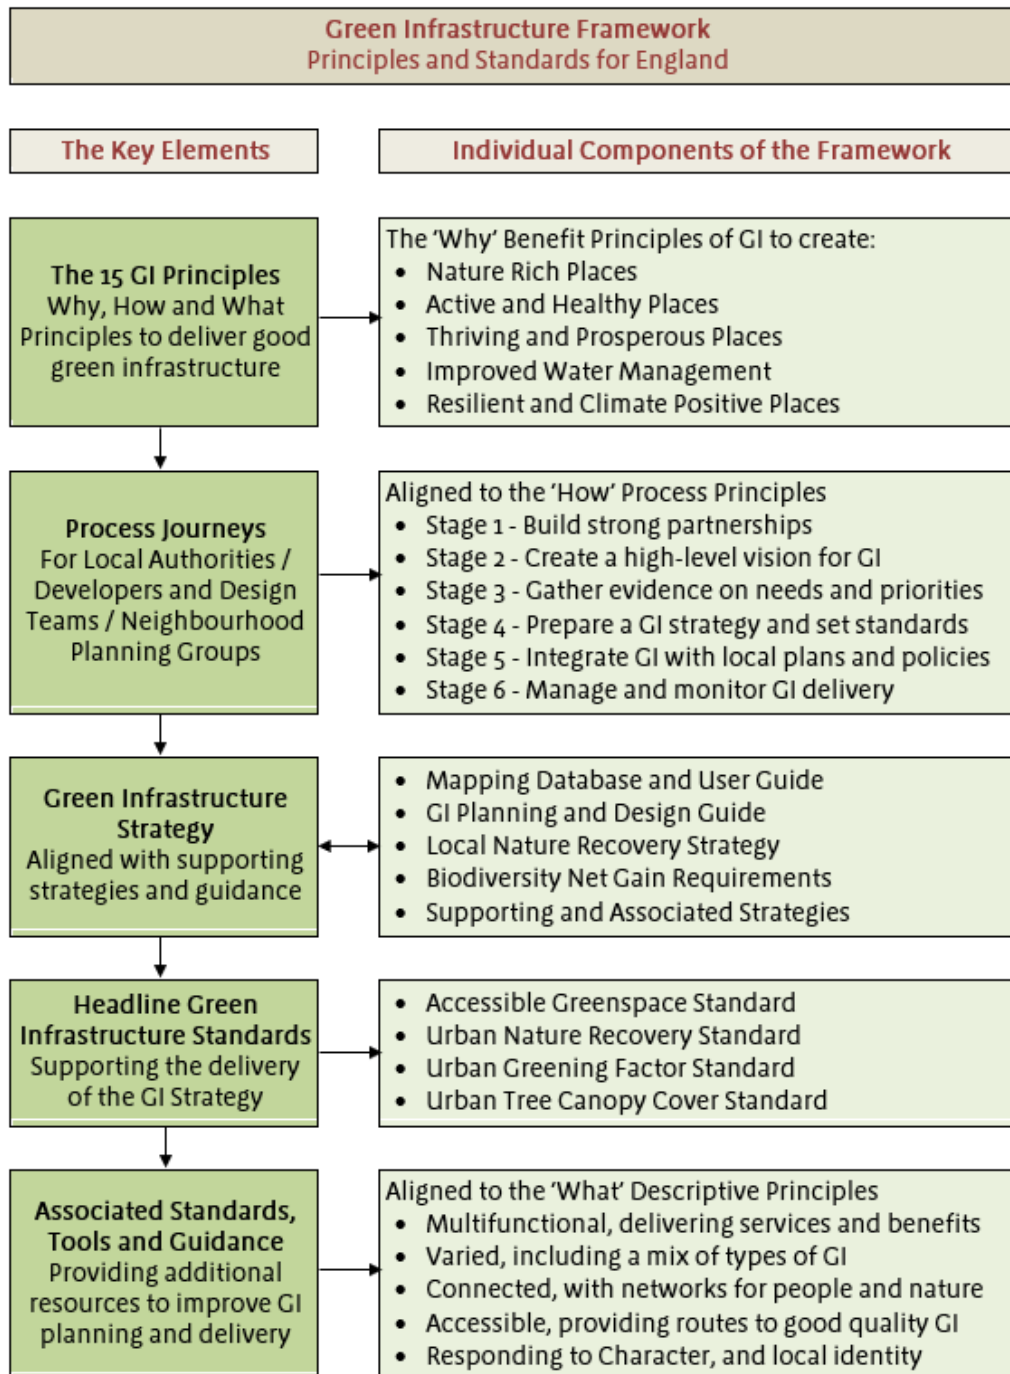 Green Infrastructure Framework
Principles and Standards for England
The Key Elements
Individual Components of the Framework
The 15 GI Principles
Why, How and What
Principles to deliver good
green infrastructure
The ‘Why’ Benefit Principles of GI to create:
• Nature Rich Places
• Active and Healthy Places
• Thriving and Prosperous Places
• Improved Water Management
• Resilient and Climate Positive Places
Process Journeys
For Local Authorities /
Developers and Design
Teams / Neighbourhood
Planning Groups
Aligned to the ‘How’ Process Principles
• Stage 1 - Build strong partnerships
• Stage 2 - Create a high-level vision for GI
• Stage 3 - Gather evidence on needs and priorities
• Stage 4 - Prepare a GI strategy and set standards
• Stage 5 - Integrate GI with local plans and policies
• Stage 6 - Manage and monitor GI delivery
Green Infrastructure
Strategy
Aligned with supporting
strategies and guidance
• Mapping Database and User Guide
• GI Planning and Design Guide
• Local Nature Recovery Strategy
• Biodiversity Net Gain Requirements
• Supporting and Associated Strategies
Headline Green
Infrastructure Standards
Supporting the delivery
of the GI Strategy
• Accessible Greenspace Standard
• Urban Nature Recovery Standard
• Urban Greening Factor Standard
• Urban Tree Canopy Cover Standard
Associated Standards,
Tools and Guidance
Providing additional
resources to improve GI
planning and delivery
Aligned to the ‘What’ Descriptive Principles
• Multifunctional, delivering services and benefits
• Varied, including a mix of types of GI
• Connected, with networks for people and nature
• Accessible, providing routes to good quality GI
• Responding to Character, and local identity